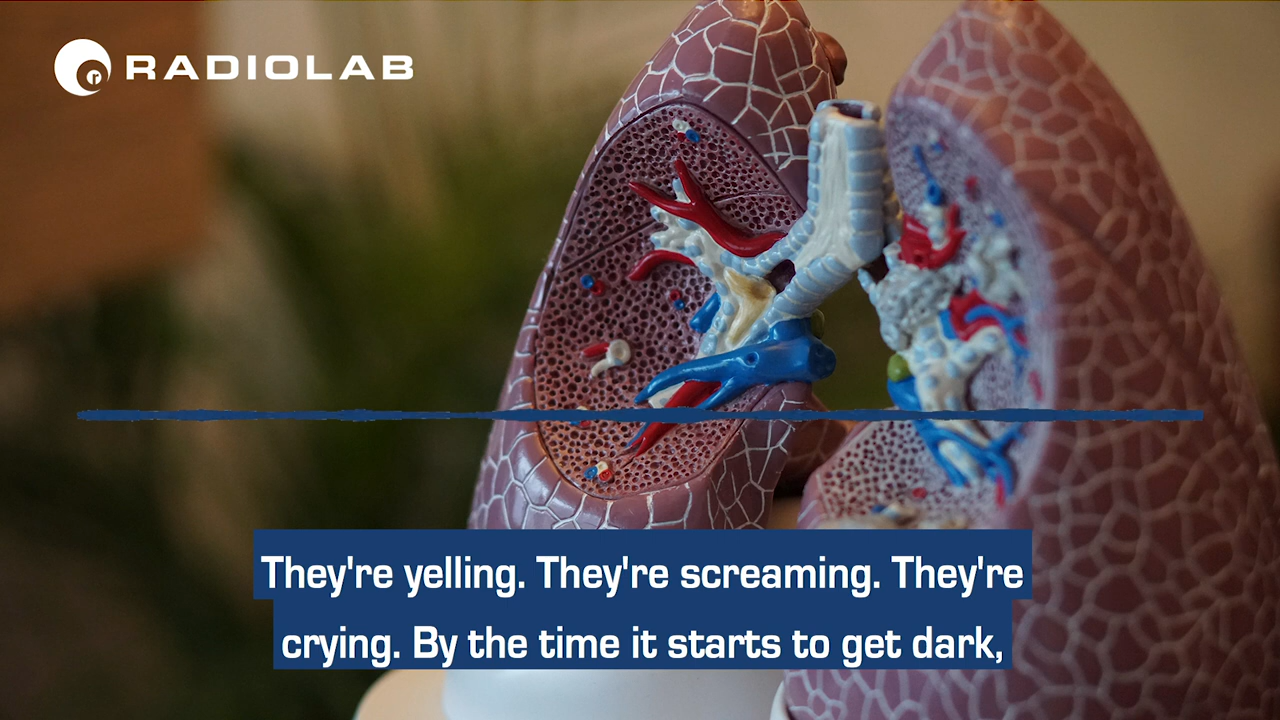 RADIOLAB
They're yelling. They're screaming. They're
crying. By the time it starts to get dark,